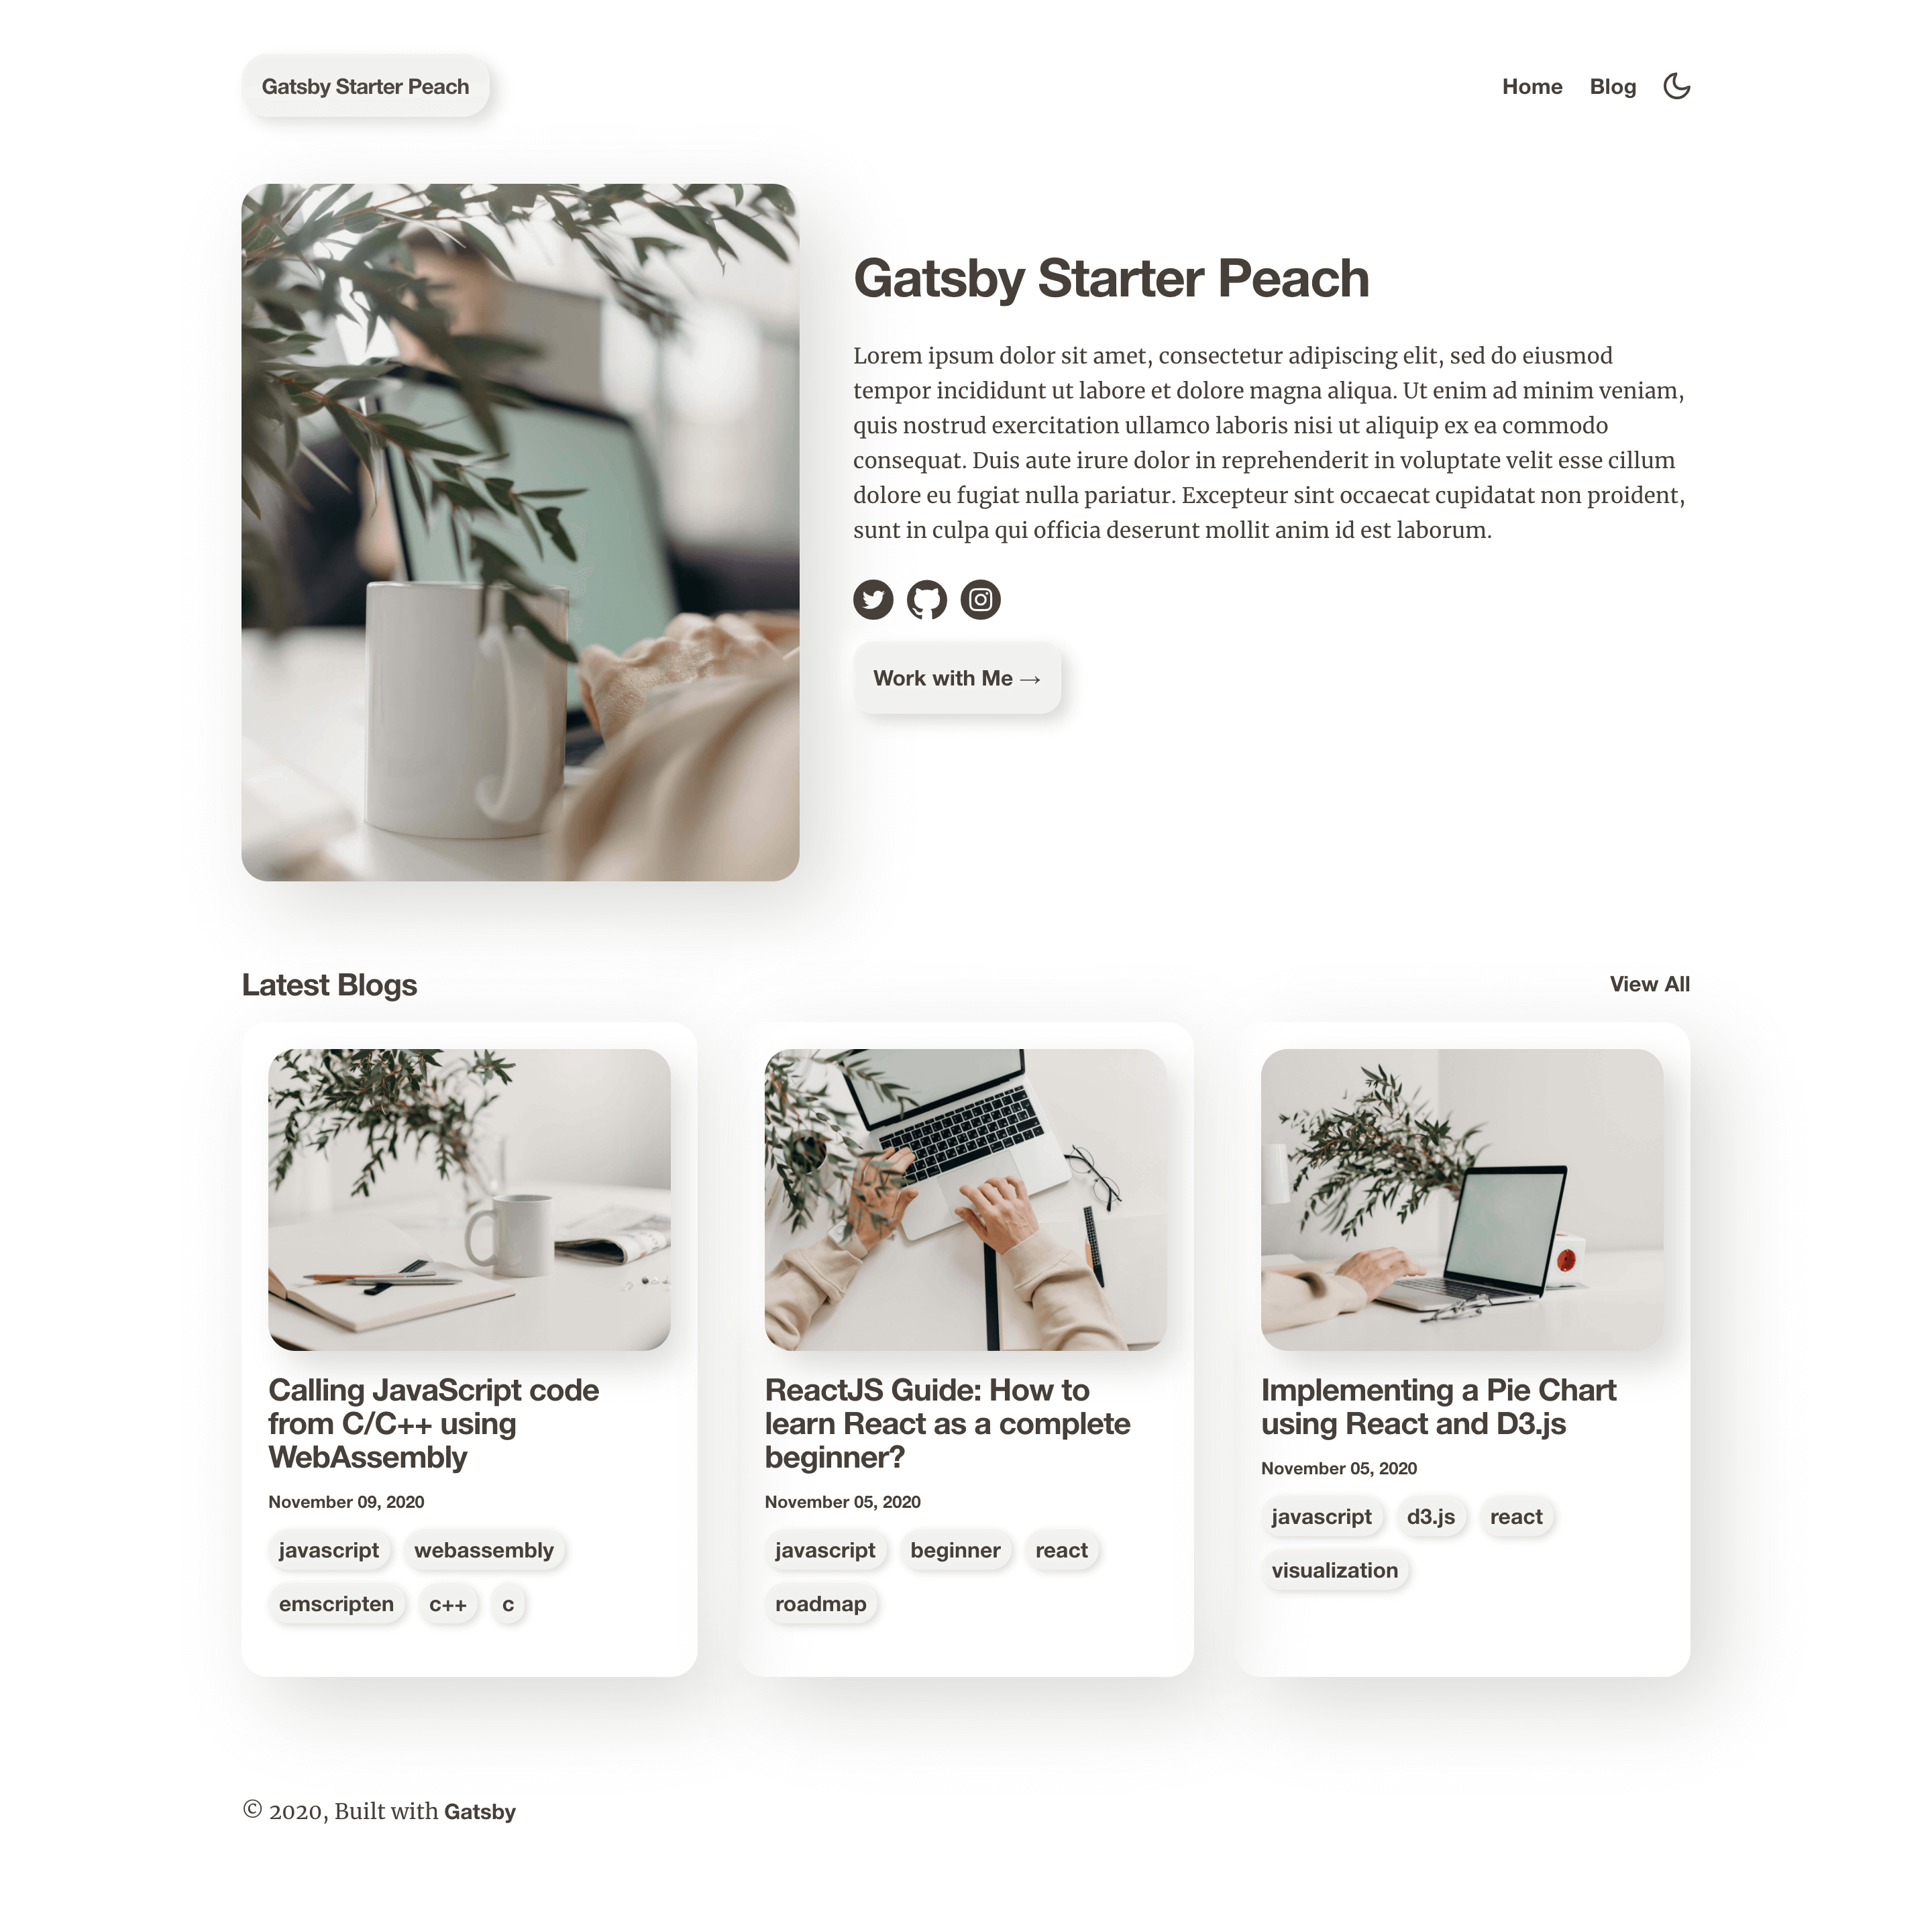 Gatsby Starter Peach
Home Blog
Gatsby Starter Peach
Lorem ipsum dolor sit amet, consectetur adipiscing elit, sed do eiusmod
tempor incididunt ut labore et dolore magna aliqua. Ut enim ad minim veniam,
quis nostrud exercitation ullamco laboris nisi ut aliquip ex ea commodo
consequat. Duis aute irure dolor in reprehenderit in voluptate velit esse cillum
dolore eu fugiat nulla pariatur. Excepteur sint occaecat cupidatat non proident,
sunt in culpa qui officia deserunt mollit anim id est laborum.
Work with Me →
Latest Blogs
View All
Calling JavaScript code
from C/C++ using
WebAssembly
November 09, 2020
javascript webassembly
emscripten c++ c
ReactJS Guide: How to
learn React as a complete
beginner?
November 05, 2020
javascript beginner react
roadmap
Implementing a Pie Chart
using React and D3.js
November 05, 2020
javascript d3.js react
visualization
© 2020, Built with Gatsby